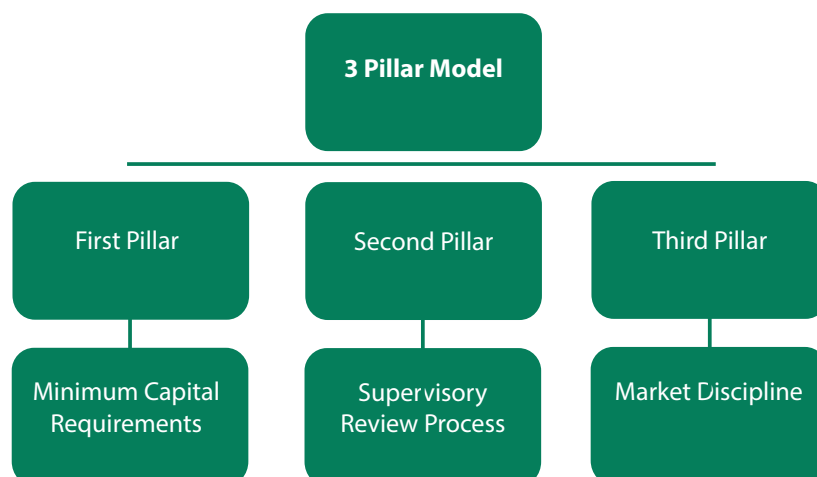 3 Pillar Model
First Pillar
Second Pillar
Third Pillar
Minimum Capital
Requirements
Supervisory
Review Process
Market Discipline